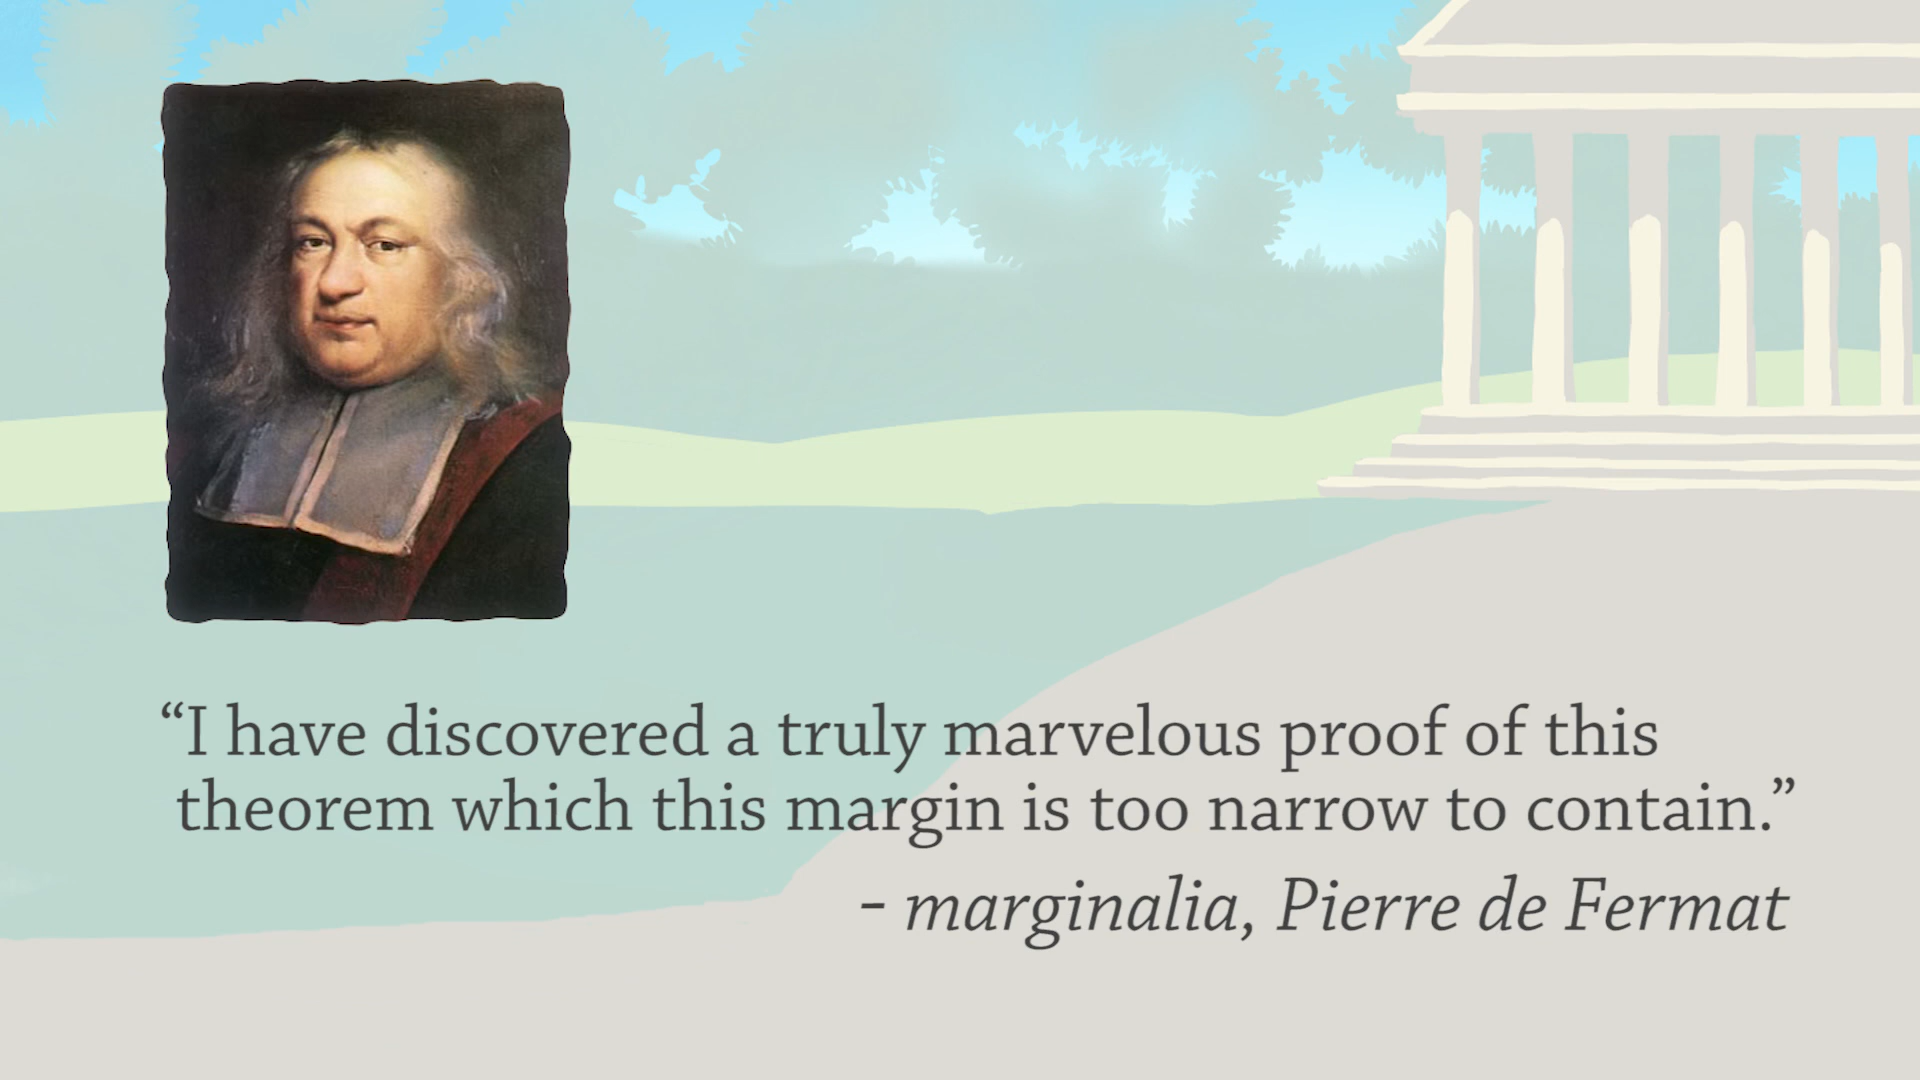 “I have discovered a truly marvelous proof of this
theorem which this margin is too narrow to contain.”
- marginalia, Pierre de Fermat